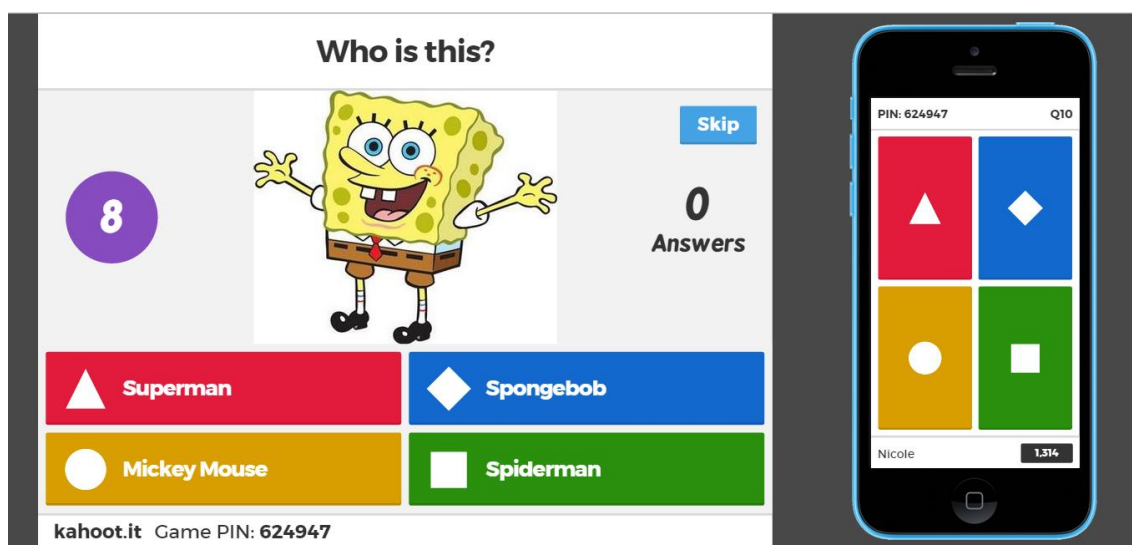 Who is this?
Skip
8
0
Answers
Superman
Spongebob
Mickey Mouse
Spiderman
kahoot.it Game PIN: 624947
PIN: 624947 Q10
Nicole 1,314